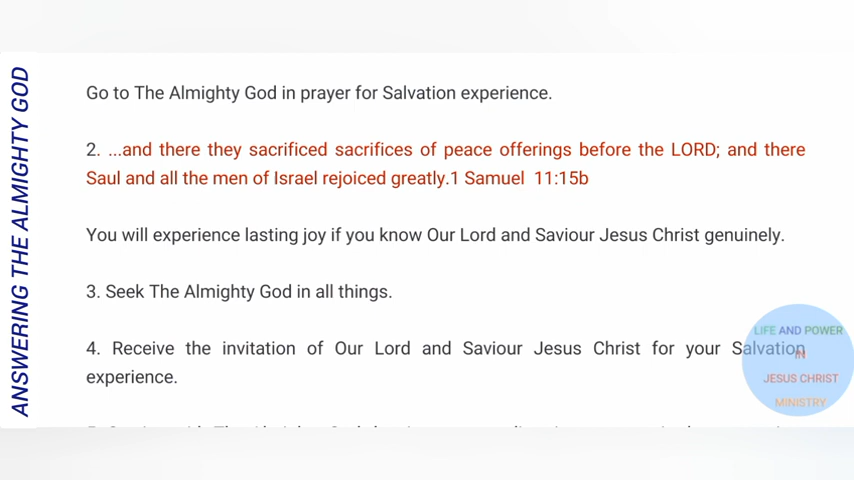 ANSWERING THE ALMIGHTY GOD
Go to The Almighty God in prayer for Salvation experience.
2. ...and there they sacrificed sacrifices of peace offerings before the LORD; and there
Saul and all the men of Israel rejoiced greatly.1 Samuel 11:15b
You will experience lasting joy if you know Our Lord and Saviour Jesus Christ genuinely.
3. Seek The Almighty God in all things.
4. Receive the invitation of Our Lord and Saviour Jesus Christ for your Salvation
experience.
LIFE AND POWER
IN
JESUS CHRIST
MINISTRY